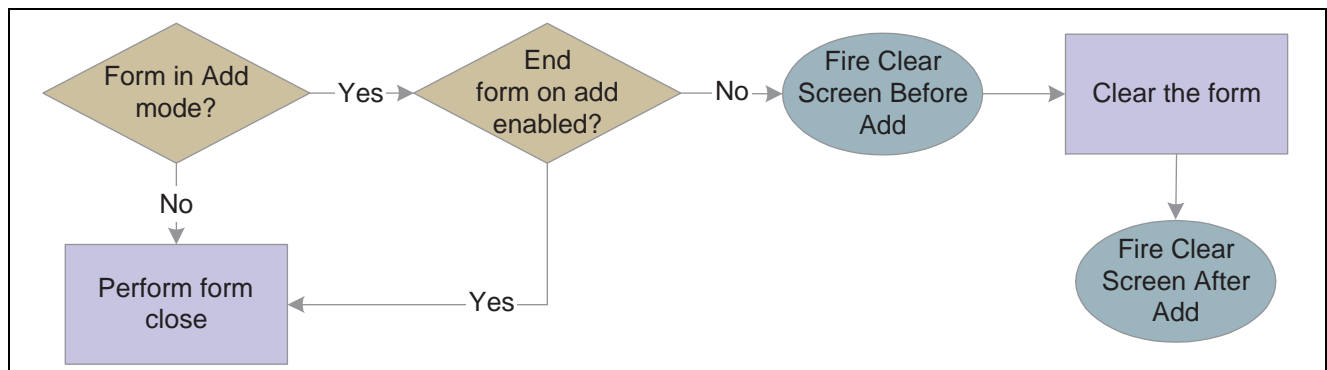 Form in Add
mode?
Yes
End
form on add
enabled?
No
Fire Clear
Screen Before
Add
Clear the form
No
Perform form
close
Yes
Fire Clear
Screen After
Add